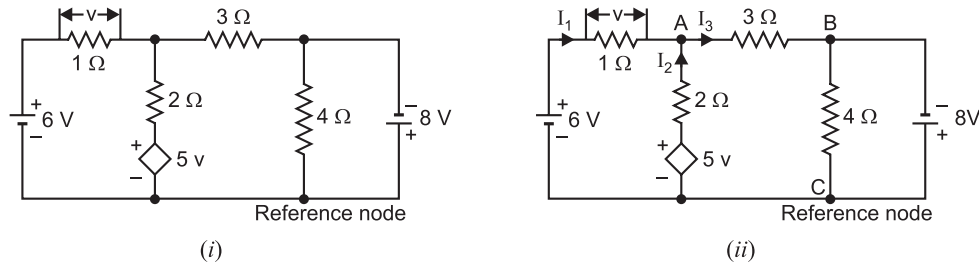 v
3 Ω
1 Ω
2 Ω
+
6 V
−
4 Ω
−
8 V
+
+
5 v
−
Reference node
(i)
I1
v
A
I3
3 Ω
B
1 Ω
I2
2 Ω
+
6 V
−
4 Ω
−
8V
+
+
5 v
−
C
Reference node
(ii)